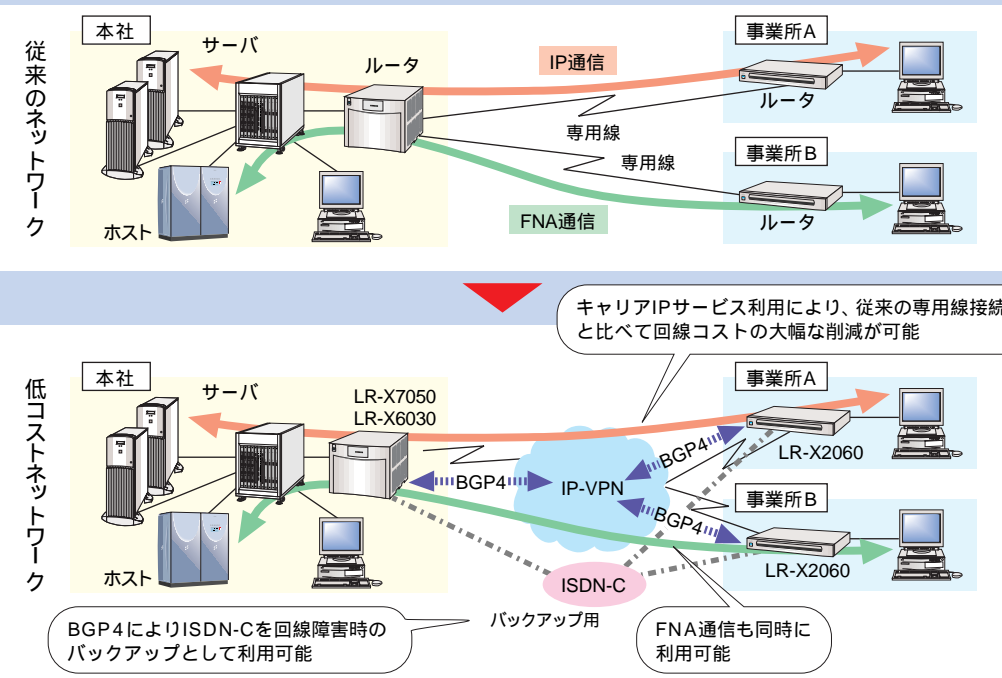 従来のネットワーク
本社
サーバ
ルータ
ホスト
IP通信
専用線
専用線
FNA通信
事業所A
ルータ
事業所B
ルータ
キャリアIPサービス利用により、従来の専用線接続
と比べて回線コストの大幅な削減が可能
低コストネットワーク
本社
サーバ
LR-X7050
LR-X6030
ホスト
BGP4
IP-VPN
BGP4
BGP4
事業所A
LR-X2060
事業所B
LR-X2060
ISDN-C
バックアップ用
BGP4によりISDN-Cを回線障害時の
バックアップとして利用可能
FNA通信も同時に
利用可能